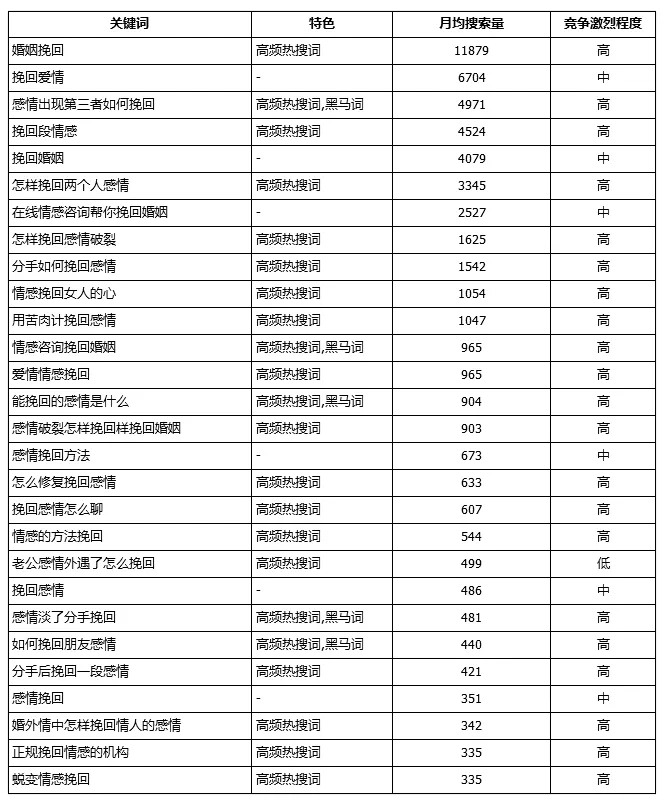 关键词 特色 月均搜索量 竞争激烈程度
婚姻挽回 高频热搜词 11879 高
挽回爱情 - 6704 中
感情出现第三者如何挽回 高频热搜词,黑马词 4971 高
挽回段情感 高频热搜词 4524 高
挽回婚姻 - 4079 中
怎样挽回两个人感情 高频热搜词 3345 高
在线情感咨询帮你挽回婚姻 - 2527 中
怎样挽回感情破裂 高频热搜词 1625 高
分手如何挽回感情 高频热搜词 1542 高
情感挽回女人的心 高频热搜词 1054 高
用苦肉计挽回感情 高频热搜词 1047 高
情感咨询挽回婚姻 高频热搜词,黑马词 965 高
爱情情感挽回 高频热搜词 965 高
能挽回的感情是什么 高频热搜词,黑马词 904 高
感情破裂怎样挽回样挽回婚姻 高频热搜词 903 高
感情挽回方法 - 673 中
怎么修复挽回感情 高频热搜词 633 高
挽回感情怎么聊 高频热搜词 607 高
情感的方法挽回 高频热搜词 544 高
老公感情外遇了怎么挽回 高频热搜词 499 低
挽回感情 - 486 中
感情淡了分手挽回 高频热搜词,黑马词 481 高
如何挽回朋友感情 高频热搜词,黑马词 440 高
分手后挽回一段感情 高频热搜词 421 高
感情挽回 - 351 中
婚外情中怎样挽回情人的感情 高频热搜词 342 高
正规挽回情感的机构 高频热搜词 335 高
蜕变情感挽回 高频热搜词 335 高